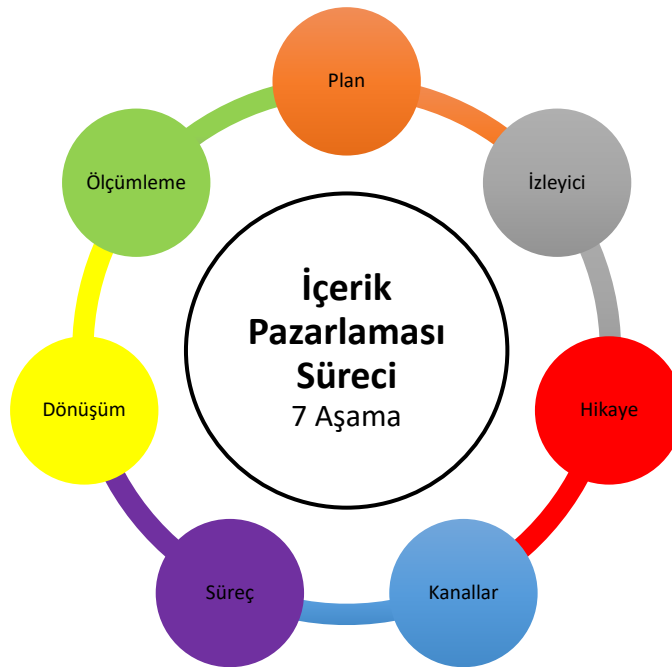 Plan
İzleyici
Hikaye
Kanallar
Süreç
Dönüşüm
Ölçümleme
İçerik
Pazarlaması
Süreci
7 Aşama